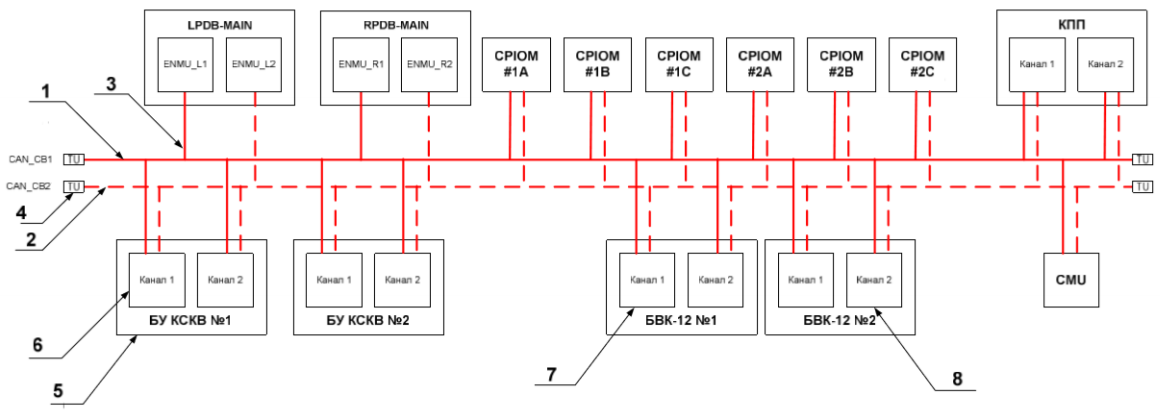 LPDB-MAIN
ENMU_L1
ENMU_L2
RPDB-MAIN
ENMU_R1
ENMU_R2
CPIOM
#1A
CPIOM
#1B
CPIOM
#1C
CPIOM
#2A
CPIOM
#2B
CPIOM
#2C
КПП
Канал 1
Канал 2
1
3
CAN_CB1
TU
TU
CAN_CB2
TU
TU
4
2
Канал 1
Канал 2
БУ КСКВ №1
Канал 1
Канал 2
БУ КСКВ №2
Канал 1
Канал 2
БВК-12 №1
Канал 1
Канал 2
БВК-12 №2
CMU
6
5
7
8